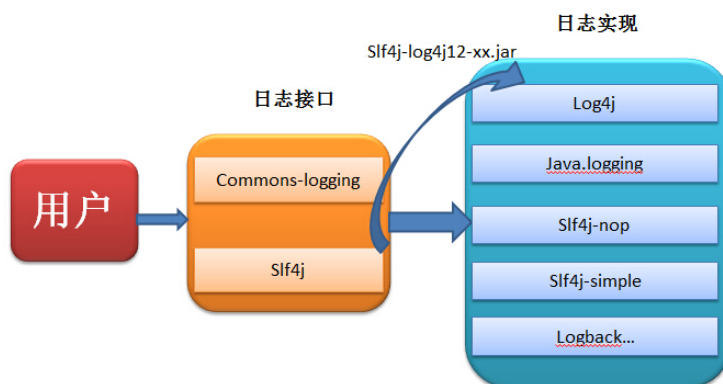 日志实现
Slf4j-log4j12-xx.jar
日志接口
Log4j
Commons-logging
Java.logging
用户
Slf4j-nop
Slf4j
Slf4j-simple
Logback...